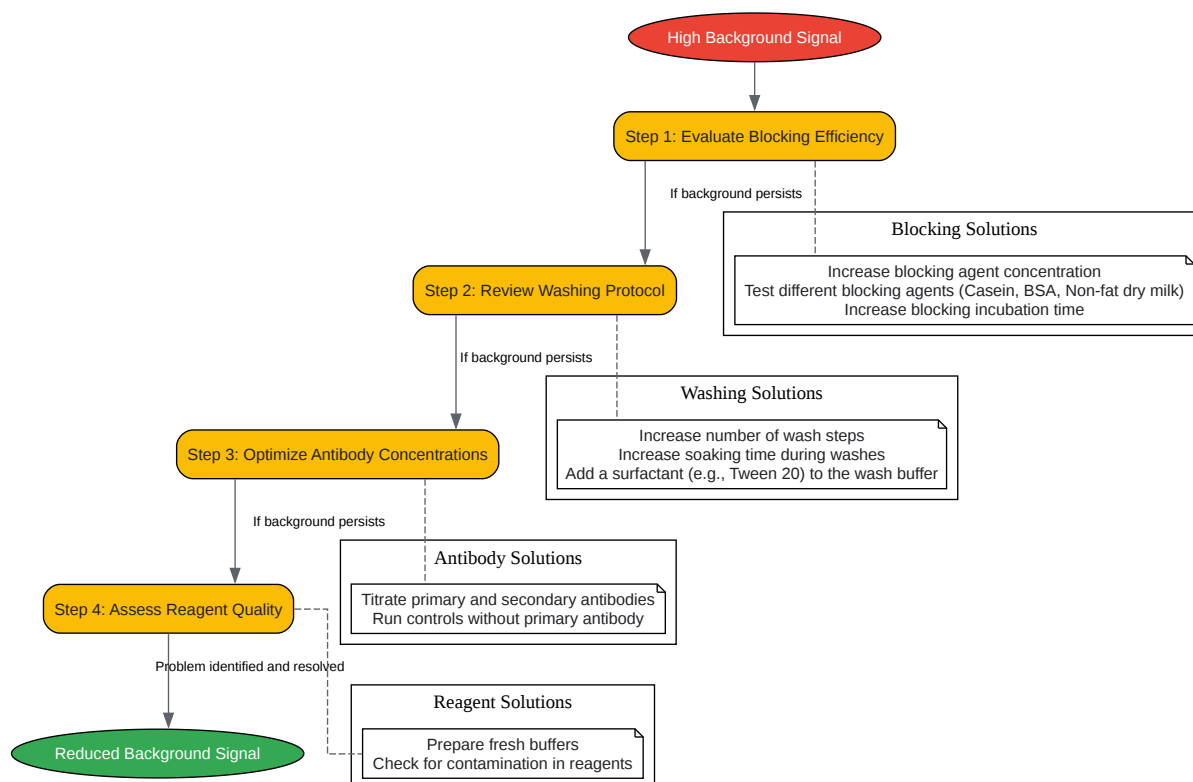 High Background Signal
Step 1: Evaluate Blocking Efficiency
If background persists
Blocking Solutions
Increase blocking agent concentration
Test different blocking agents (Casein, BSA, Non-fat dry milk)
Increase blocking incubation time
Step 2: Review Washing Protocol
If background persists
Washing Solutions
Increase number of wash steps
Increase soaking time during washes
Add a surfactant (e.g., Tween 20) to the wash buffer
Step 3: Optimize Antibody Concentrations
If background persists
Antibody Solutions
Titrate primary and secondary antibodies
Run controls without primary antibody
Step 4: Assess Reagent Quality
Problem identified and resolved
Reagent Solutions
Prepare fresh buffers
Check for contamination in reagents
Reduced Background Signal